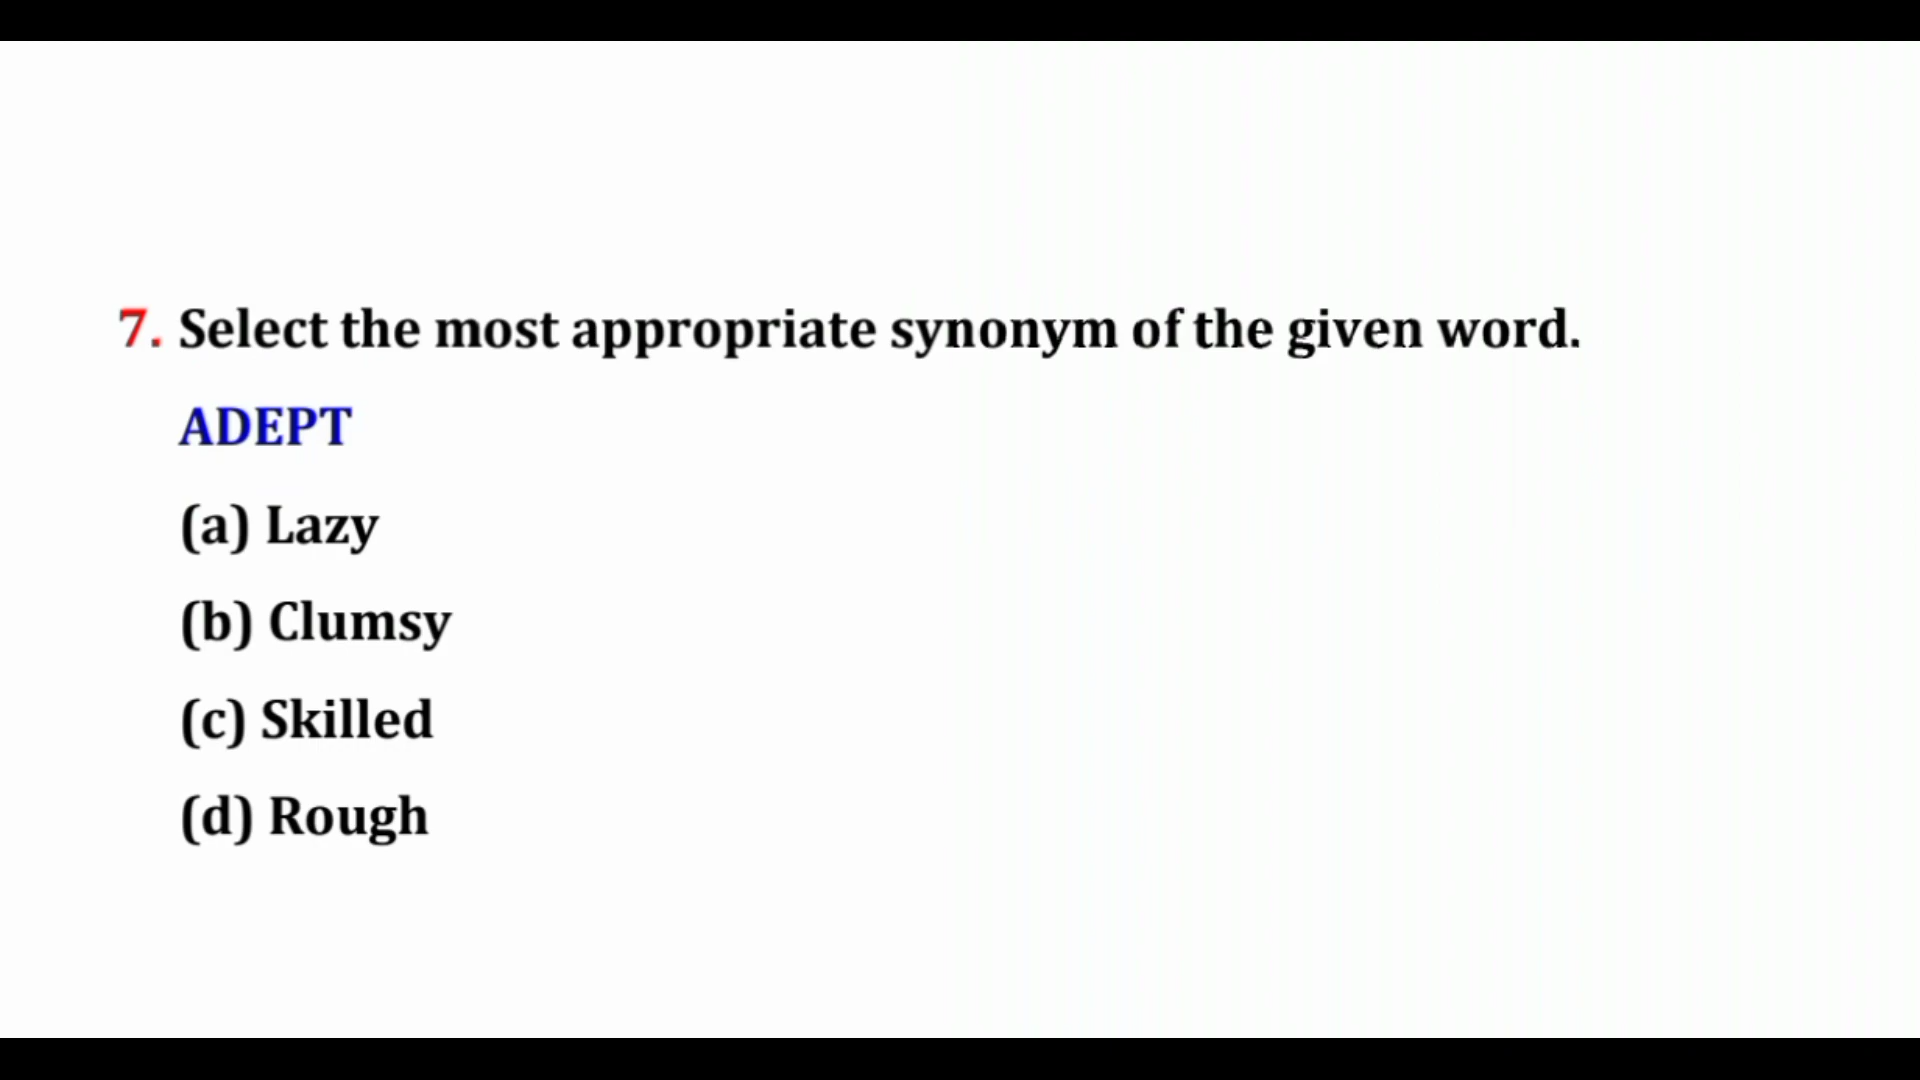 7. Select the most appropriate synonym of the given word.
ADEPT
(a) Lazy
(b) Clumsy
(c) Skilled
(d) Rough